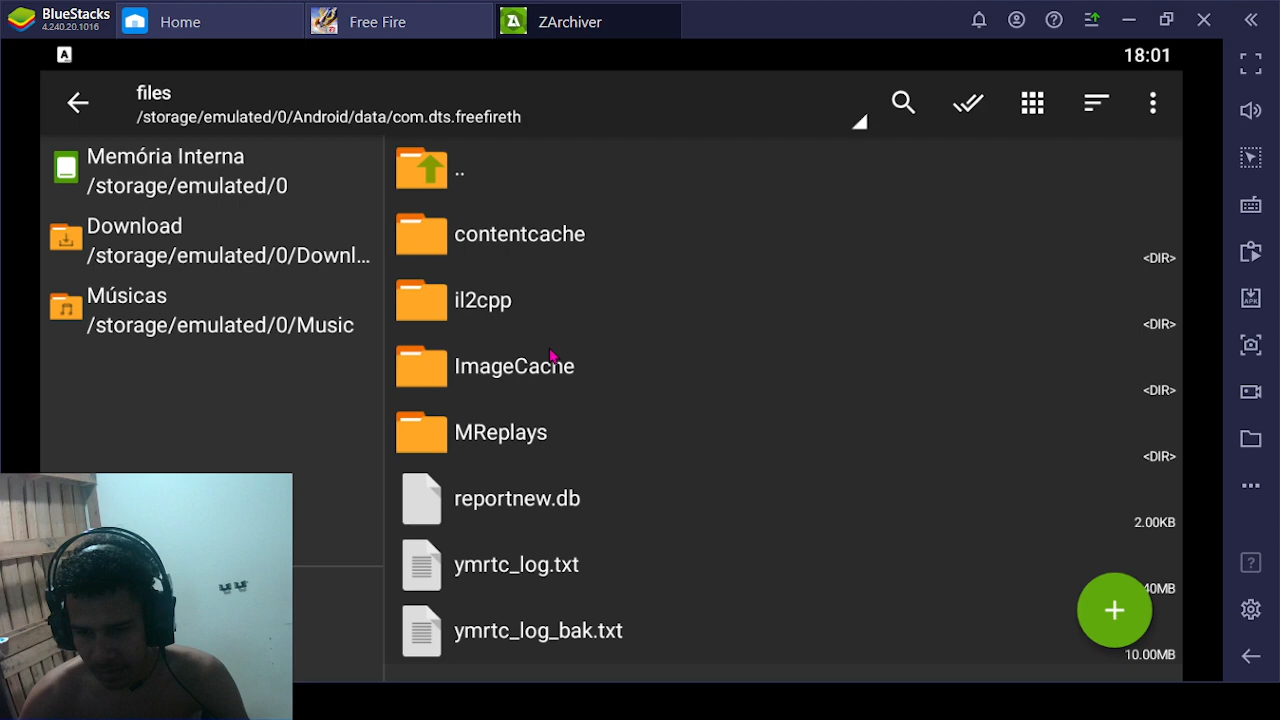 BlueStacks
4.240.20.1016
Home
Free Fire
ZArchiver
A
18:01
files
/storage/emulated/0/Android/data/com.dts.freefireth
Memória Interna
/storage/emulated/0
Download
/storage/emulated/0/Downl...
Músicas
/storage/emulated/0/Music
..
contentcache
<DIR>
il2cpp
<DIR>
ImageCache
<DIR>
MReplays
<DIR>
reportnew.db
2.00KB
ymrtc_log.txt
40MB
ymrtc_log_bak.txt
10.00MB